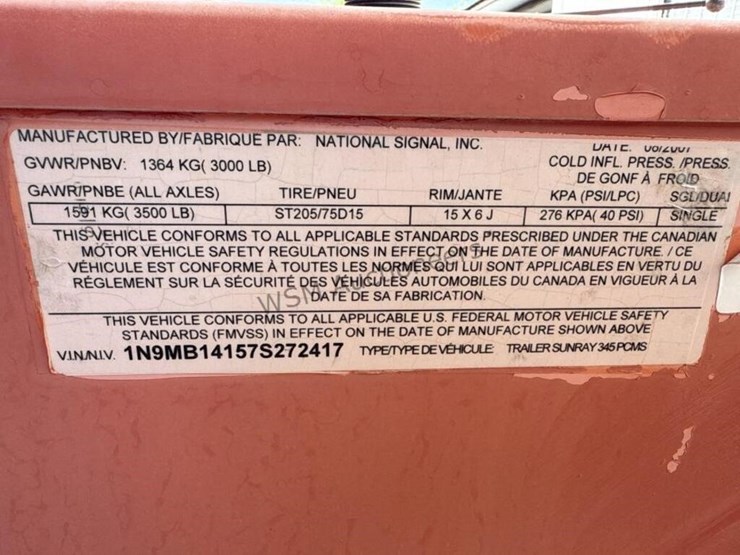 MANUFACTURED BY/FABRIQUE PAR: NATIONAL SIGNAL, INC. DATE: 06/2007
GVWR/PNBV: 1364 KG( 3000 LB) COLD INFL. PRESS. /PRESS.
DE GONF À FROID
GAWR/PNBE (ALL AXLES) TIRE/PNEU RIM/JANTE KPA (PSI/LPC) SGL/DUAL
1591 KG( 3500 LB) ST205/75D15 15 X 6 J 276 KPA( 40 PSI) SINGLE
THIS VEHICLE CONFORMS TO ALL APPLICABLE STANDARDS PRESCRIBED UNDER THE CANADIAN
MOTOR VEHICLE SAFETY REGULATIONS IN EFFECT ON THE DATE OF MANUFACTURE. / CE
VÉHICULE EST CONFORME À TOUTES LES NORMES QUI LUI SONT APPLICABLES EN VERTU DU
RÉGLEMENT SUR LA SÉCURITÉ DES VÉHICULES AUTOMOBILES DU CANADA EN VIGUEUR À LA
DATE DE SA FABRICATION.
THIS VEHICLE CONFORMS TO ALL APPLICABLE U.S. FEDERAL MOTOR VEHICLE SAFETY
STANDARDS (FMVSS) IN EFFECT ON THE DATE OF MANUFACTURE SHOWN ABOVE
V.I.N./N.I.V. 1N9MB14157S272417 TYPE/TYPE DE VÉHICULE: TRAILER SUNRAY 345 PCMS